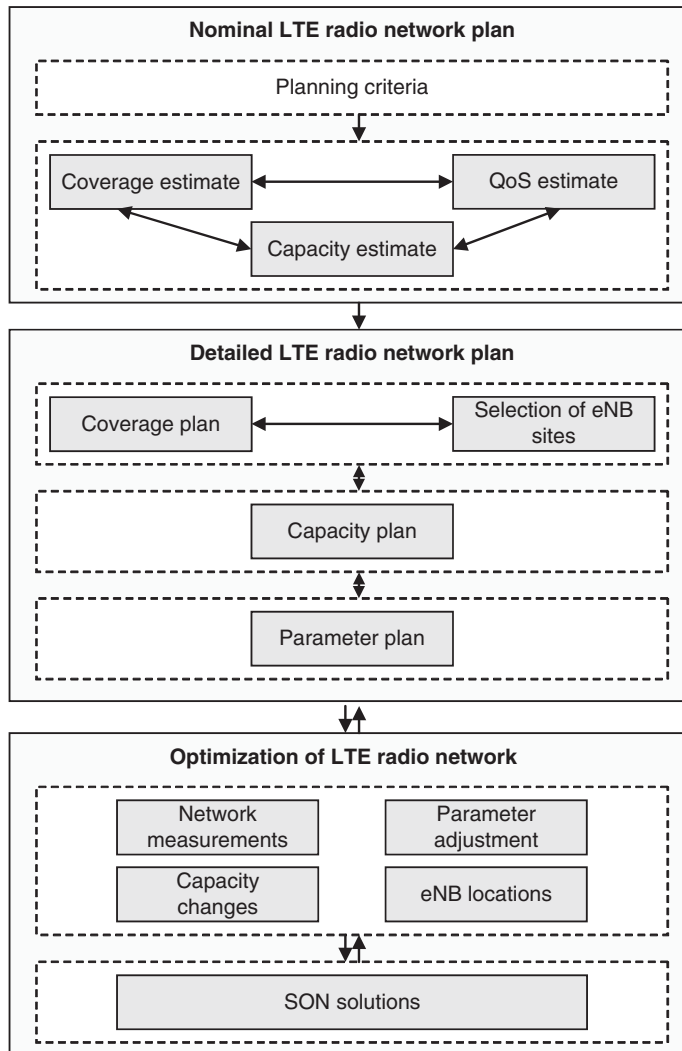 Nominal LTE radio network plan
Planning criteria
Coverage estimate
QoS estimate
Capacity estimate
Detailed LTE radio network plan
Coverage plan
Selection of eNB
sites
Capacity plan
Parameter plan
Optimization of LTE radio network
Network
measurements
Parameter
adjustment
Capacity
changes
eNB locations
SON solutions